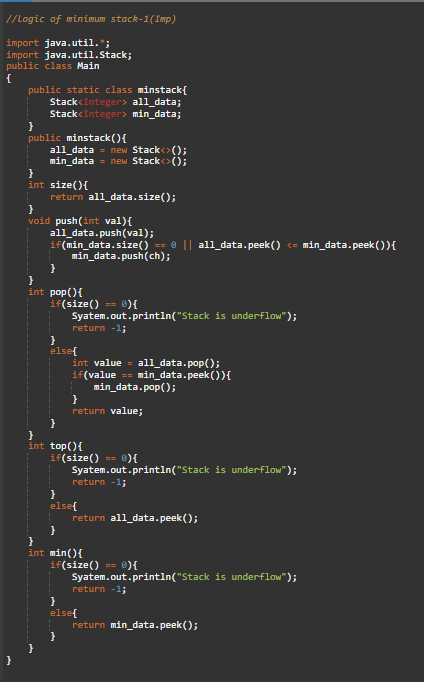 //Logic of minimum stack-1(Imp)
import java.util.*;
import java.util.Stack;
public class Main
{
    public static class minstack{
        Stack<Integer> all_data;
        Stack<Integer> min_data;
    }
    public minstack(){
        all_data = new Stack<>();
        min_data = new Stack<>();
    }
    int size(){
        return all_data.size();
    }
    void push(int val){
        all_data.push(val);
        if(min_data.size() == 0 || all_data.peek() <= min_data.peek()){
            min_data.push(ch);
        }
    }
    int pop(){
        if(size() == 0){
            Syatem.out.println("Stack is underflow");
            return -1;
        }
        else{
            int value = all_data.pop();
            if(value == min_data.peek()){
                min_data.pop();
            }
            return value;
        }
    }
    int top(){
        if(size() == 0){
            Syatem.out.println("Stack is underflow");
            return -1;
        }
        else{
            return all_data.peek();
        }
    }
    int min(){
        if(size() == 0){
            Syatem.out.println("Stack is underflow");
            return -1;
        }
        else{
            return min_data.peek();
        }
    }
}